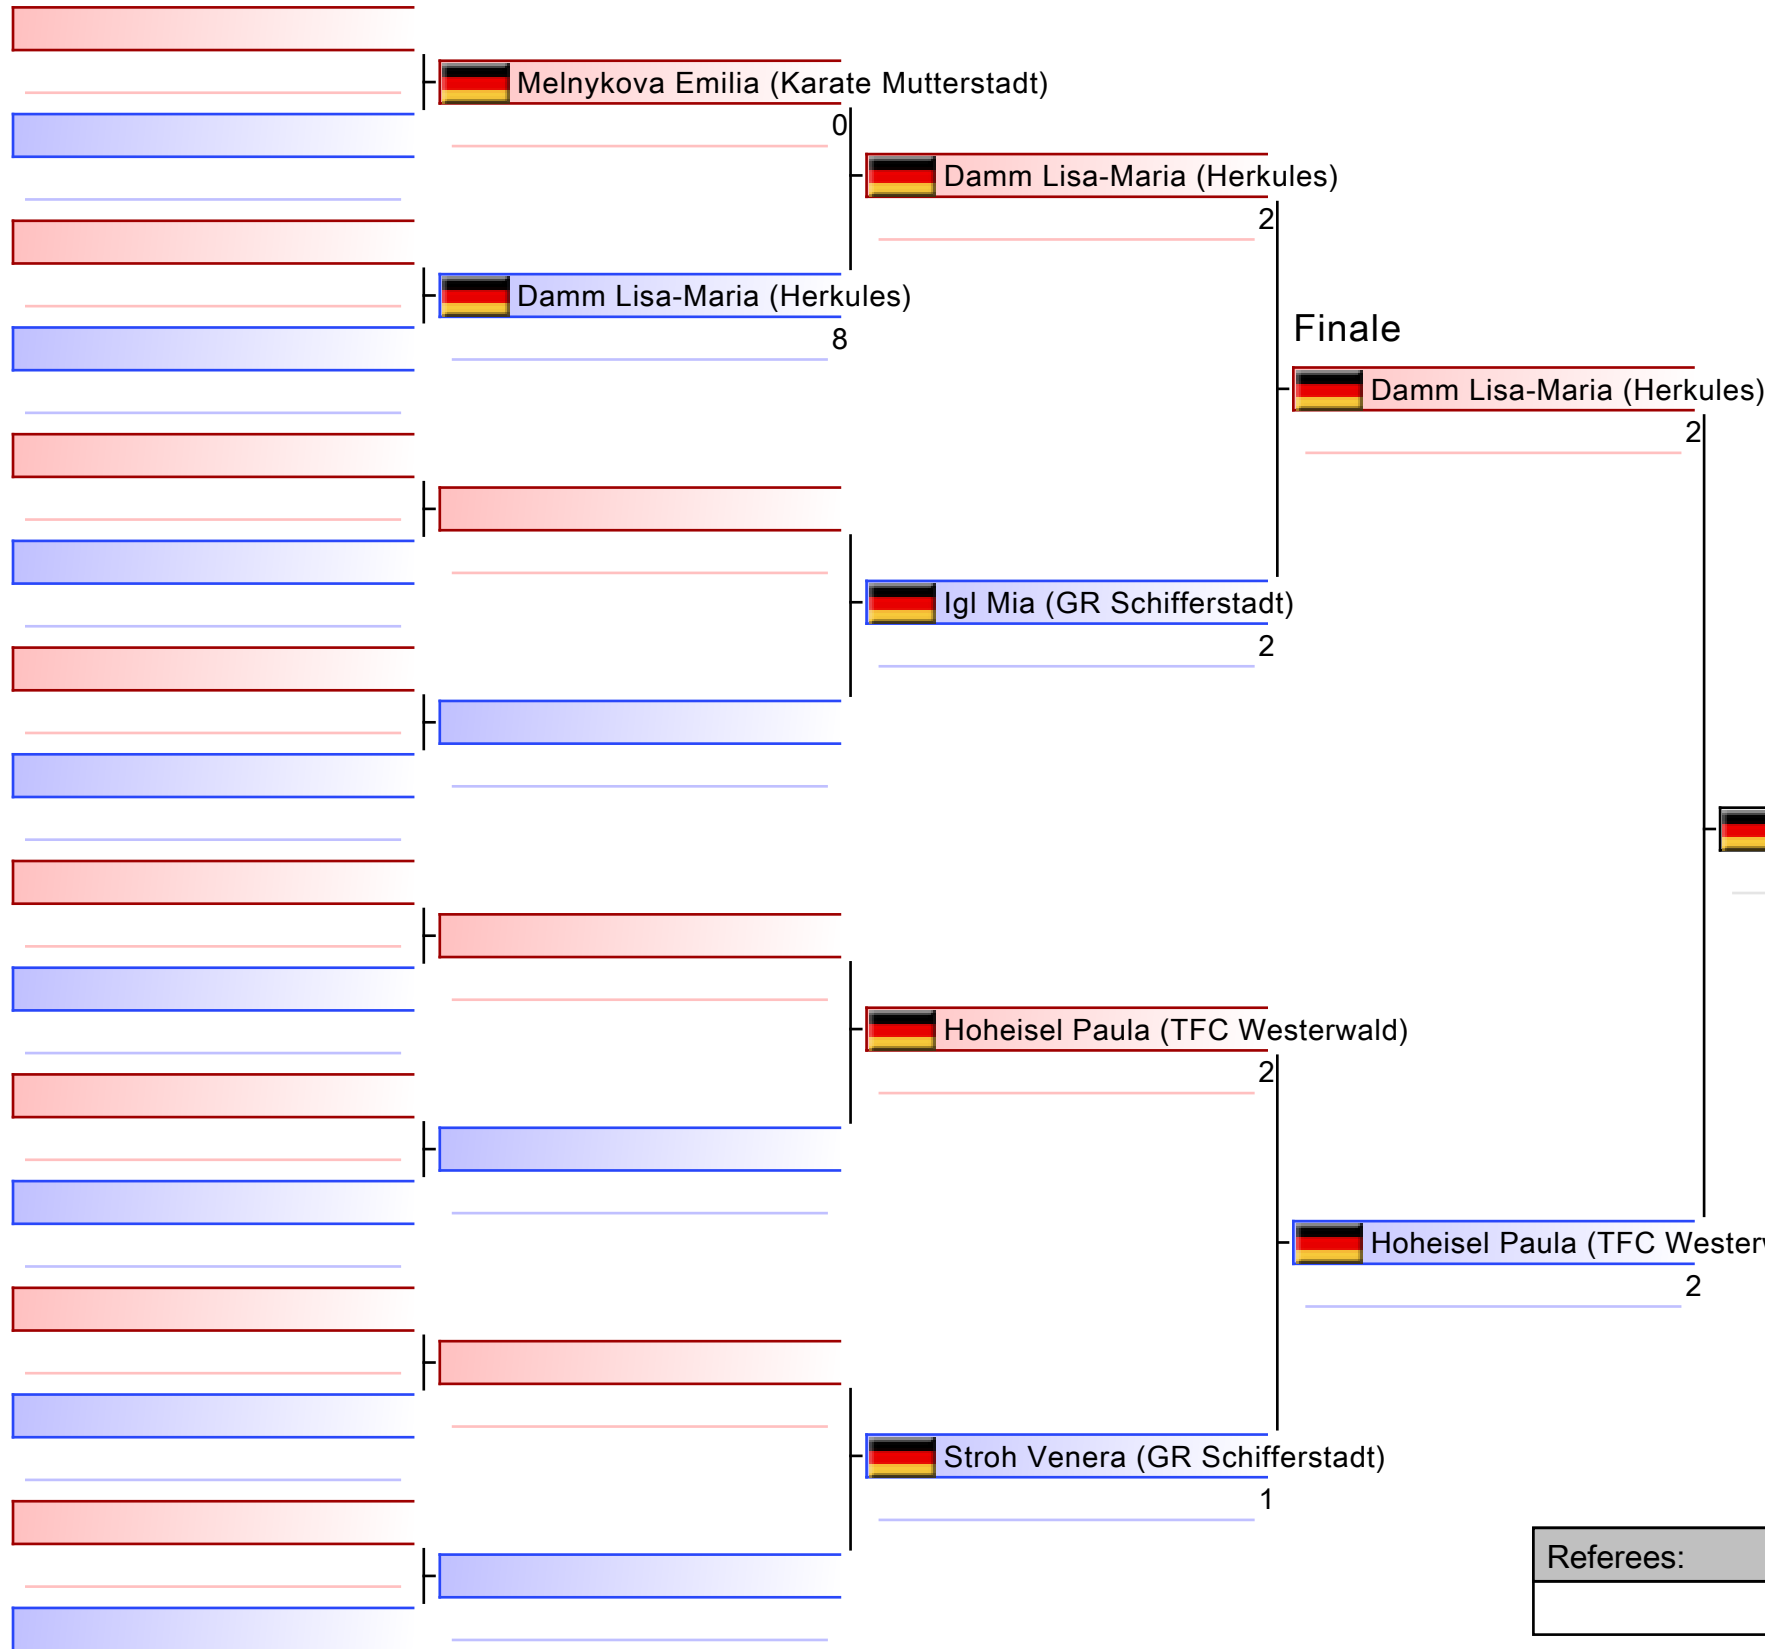 Melnykova Emilia (Karate Mutterstadt)
0
Damm Lisa-Maria (Herkules)
8
Damm Lisa-Maria (Herkules)
2
Igl Mia (GR Schifferstadt)
2
Hoheisel Paula (TFC Westerwald)
2
Stroh Venera (GR Schifferstadt)
1
Finale
Damm Lisa-Maria (Herkules)
2
Hoheisel Paula (TFC
2
Referees: